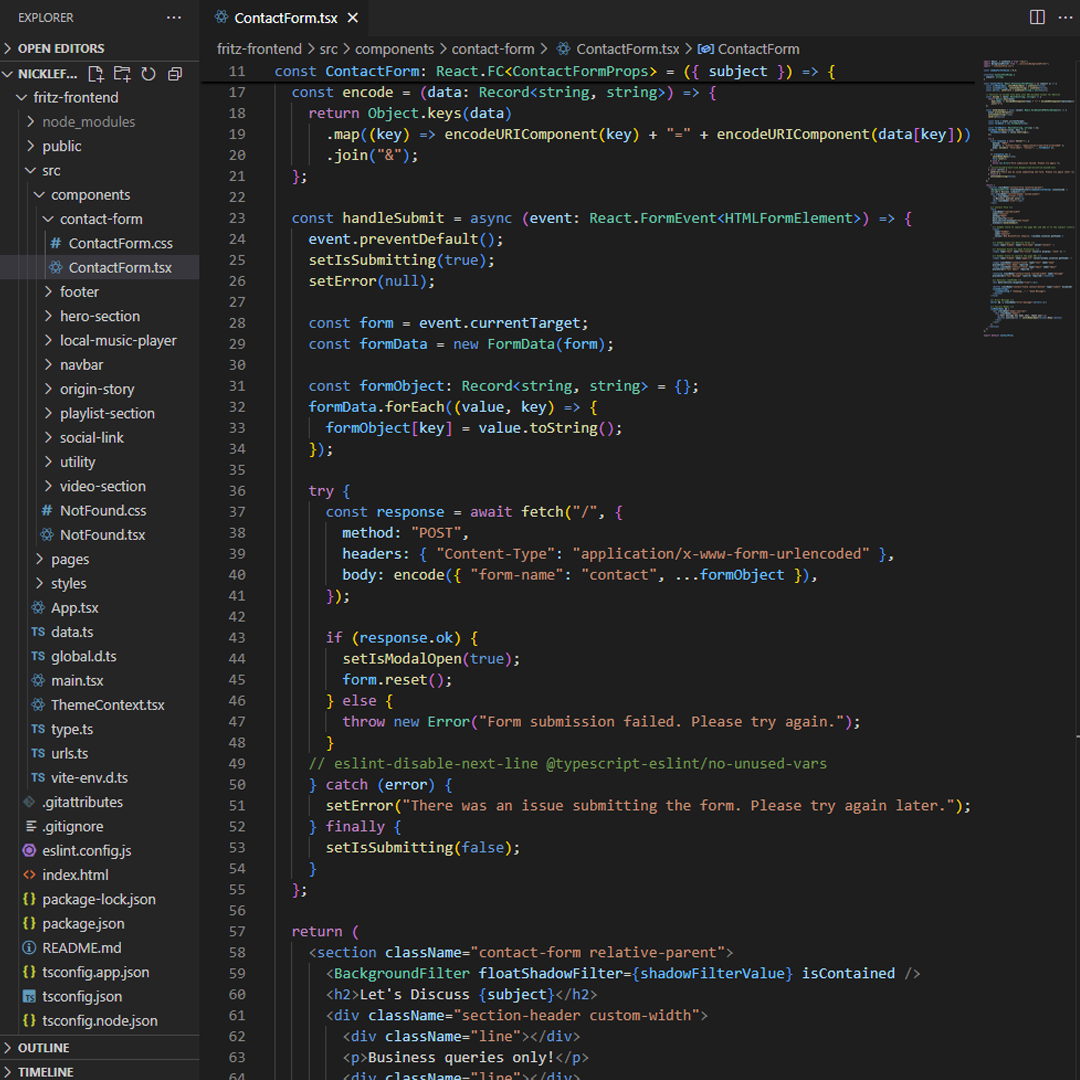 EXPLORER
OPEN EDITORS
NICKLEF...
fritz-frontend
node_modules
public
src
components
contact-form
# ContactForm.css
ContactForm.tsx
footer
hero-section
local-music-player
navbar
origin-story
playlist-section
social-link
utility
video-section
# NotFound.css
NotFound.tsx
pages
styles
App.tsx
TS data.ts
TS global.d.ts
main.tsx
ThemeContext.tsx
TS type.ts
TS urls.ts
TS vite-env.d.ts
.gitattributes
.gitignore
eslint.config.js
<> index.html
{} package-lock.json
{} package.json
README.md
{} tsconfig.app.json
TS tsconfig.json
{} tsconfig.node.json
OUTLINE
TIMELINE
ContactForm.tsx
fritz-frontend > src > components > contact-form > ContactForm.tsx > ContactForm
11 const ContactForm: React.FC<ContactFormProps> = ({ subject }) => {
17 const encode = (data: Record<string, string>) => {
18 return Object.keys(data)
19 .map((key) => encodeURIComponent(key) + "=" + encodeURIComponent(data[key]))
20 .join("&");
21 };
22
23 const handleSubmit = async (event: React.FormEvent<HTMLFormElement>) => {
24 event.preventDefault();
25 setIsSubmitting(true);
26 setError(null);
27
28 const form = event.currentTarget;
29 const formData = new FormData(form);
30
31 const formObject: Record<string, string> = {};
32 formData.forEach((value, key) => {
33 formObject[key] = value.toString();
34 });
35
36 try {
37 const response = await fetch("/", {
38 method: "POST",
39 headers: { "Content-Type": "application/x-www-form-urlencoded" },
40 body: encode({ "form-name": "contact", ...formObject }),
41 });
42
43 if (response.ok) {
44 setIsModalOpen(true);
45 form.reset();
46 } else {
47 throw new Error("Form submission failed. Please try again.");
48 }
49 // eslint-disable-next-line @typescript-eslint/no-unused-vars
50 } catch (error) {
51 setError("There was an issue submitting the form. Please try again later.");
52 } finally {
53 setIsSubmitting(false);
54 }
55 };
56
57 return (
58 <section className="contact-form relative-parent">
59 <BackgroundFilter floatShadowFilter={shadowFilterValue} isContained />
60 <h2>Let's Discuss {subject}</h2>
61 <div className="section-header custom-width">
62 <div className="line"></div>
63 <p>Business queries only!</p>
64 <div className="line"></div>